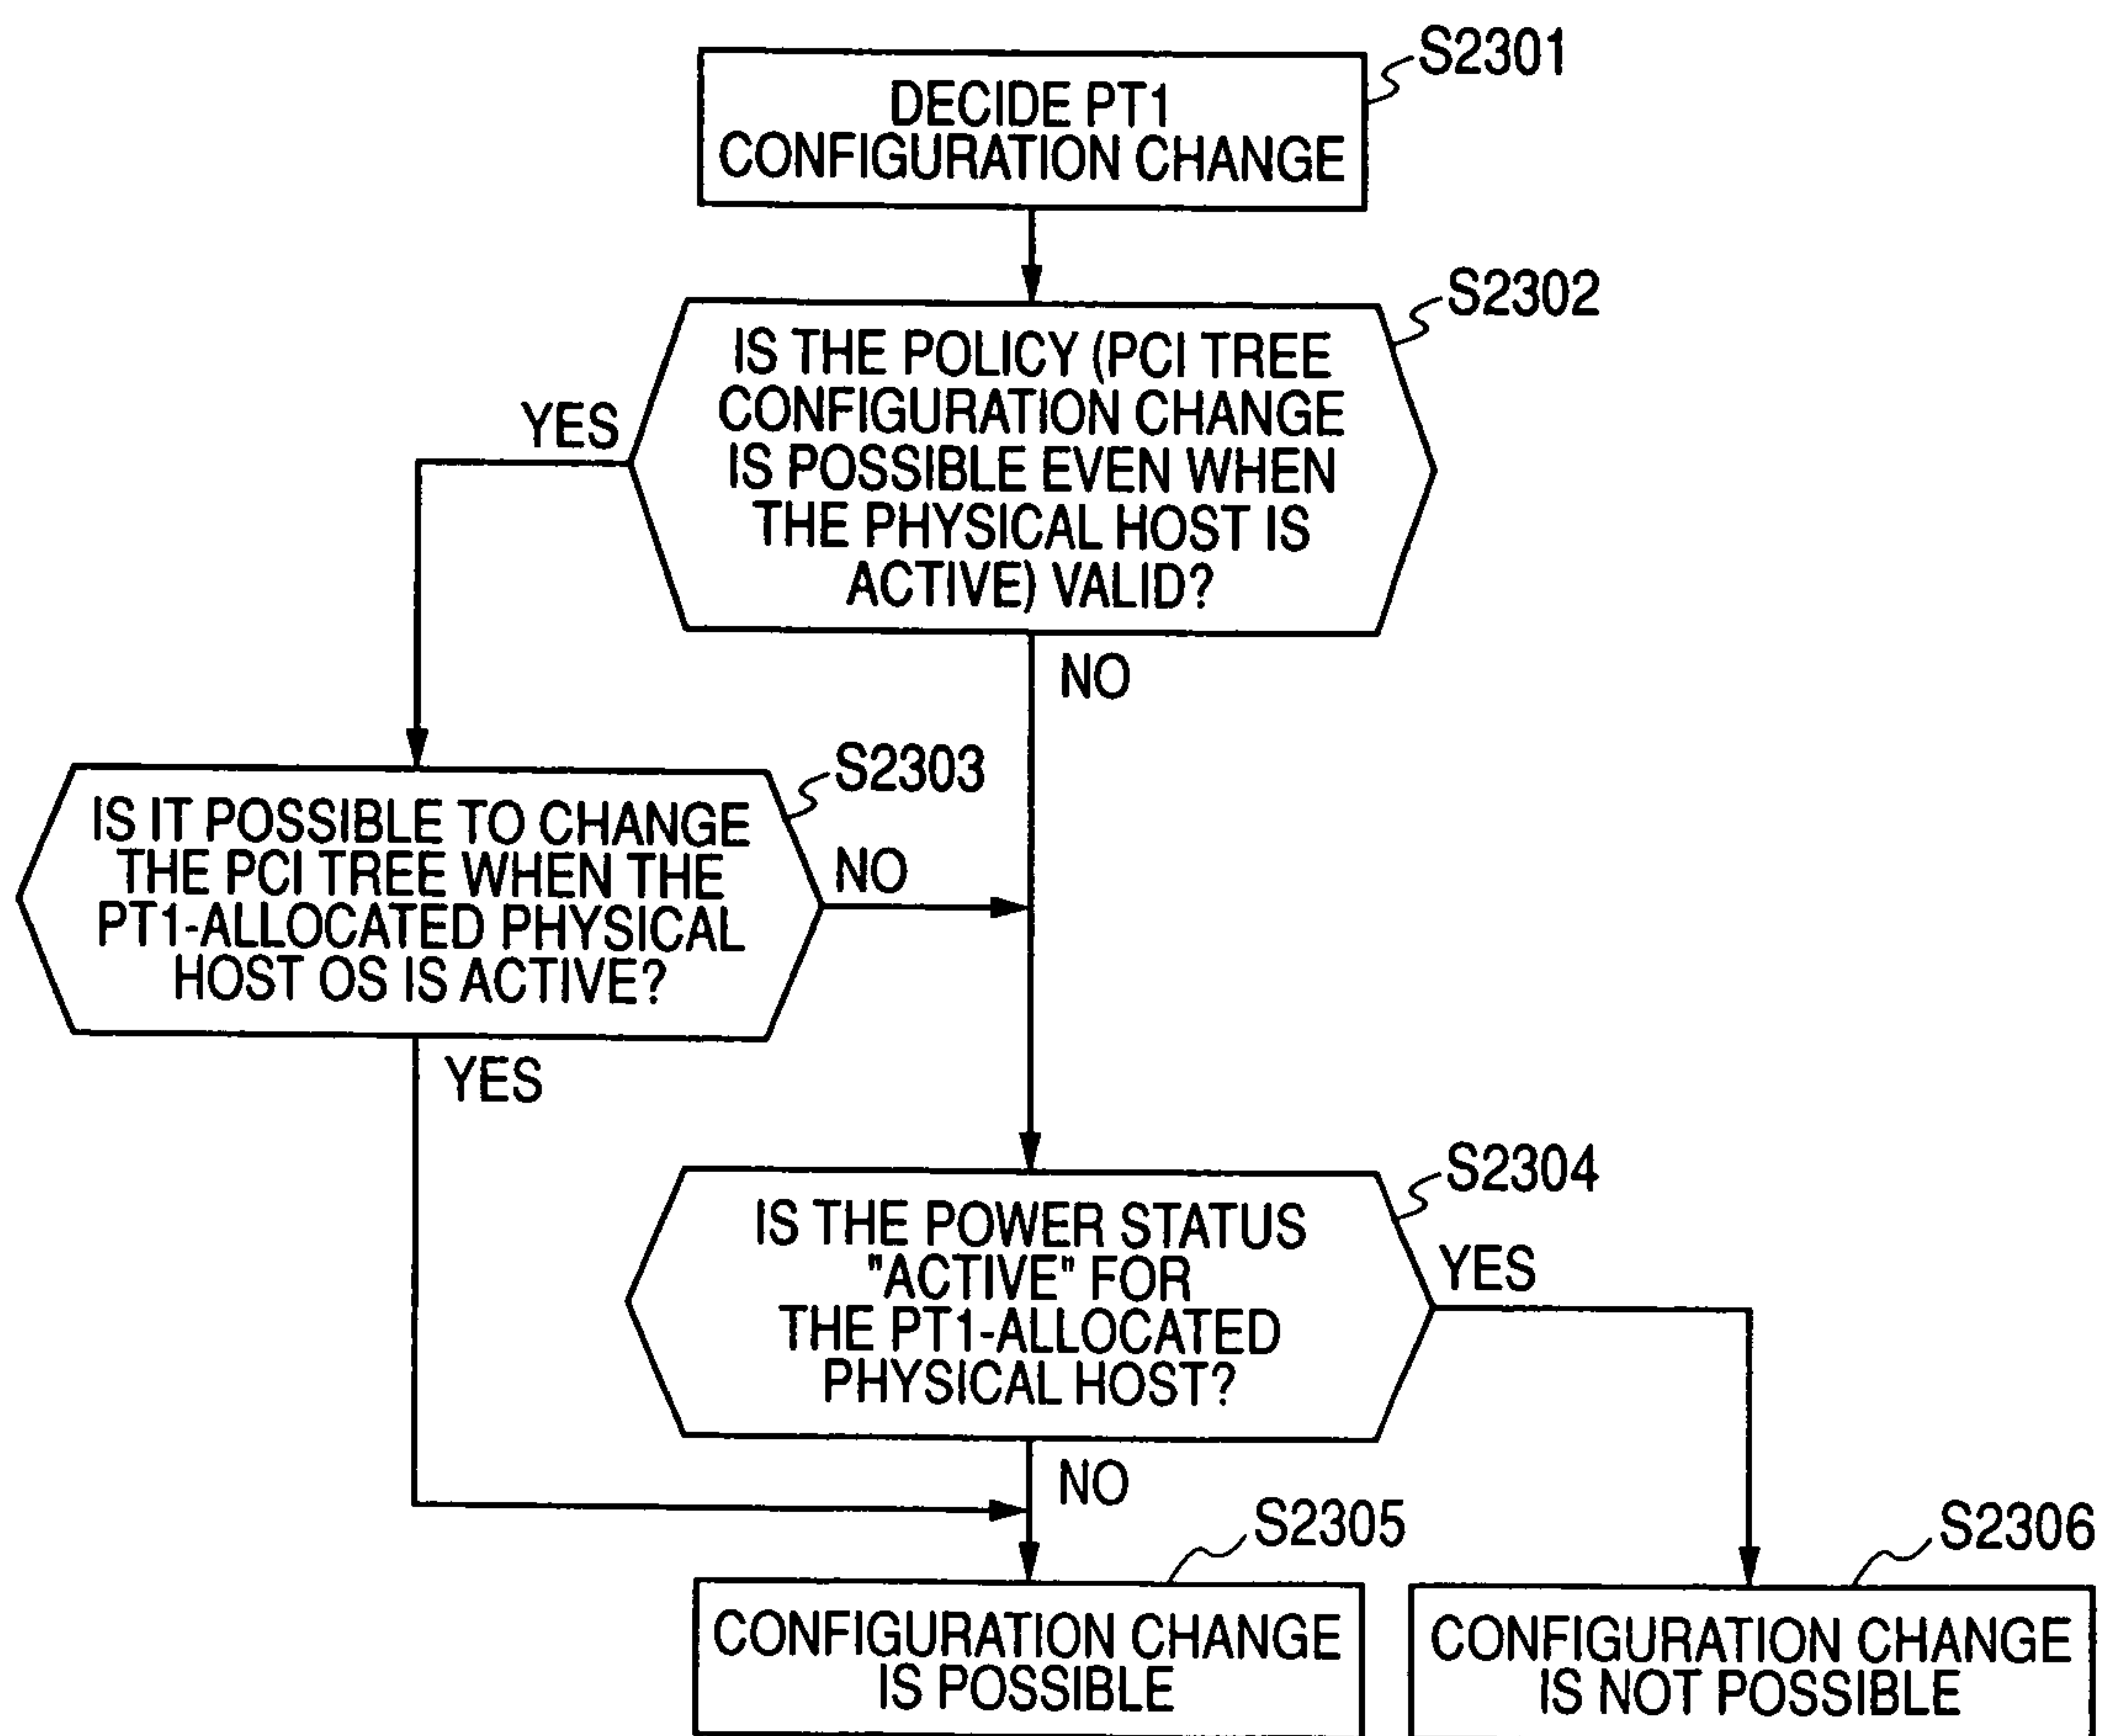 S2301
DECIDE PT1
CONFIGURATION CHANGE
S2302
IS THE POLICY (PCI TREE
CONFIGURATION CHANGE
IS POSSIBLE EVEN WHEN
THE PHYSICAL HOST IS
ACTIVE) VALID?
YES
NO
S2303
IS IT POSSIBLE TO CHANGE
THE PCI TREE WHEN THE
PT1-ALLOCATED PHYSICAL
HOST OS IS ACTIVE?
NO
YES
S2304
IS THE POWER STATUS
"ACTIVE" FOR
THE PT1-ALLOCATED
PHYSICAL HOST?
YES
NO
S2305
CONFIGURATION CHANGE
IS POSSIBLE
S2306
CONFIGURATION CHANGE
IS NOT POSSIBLE